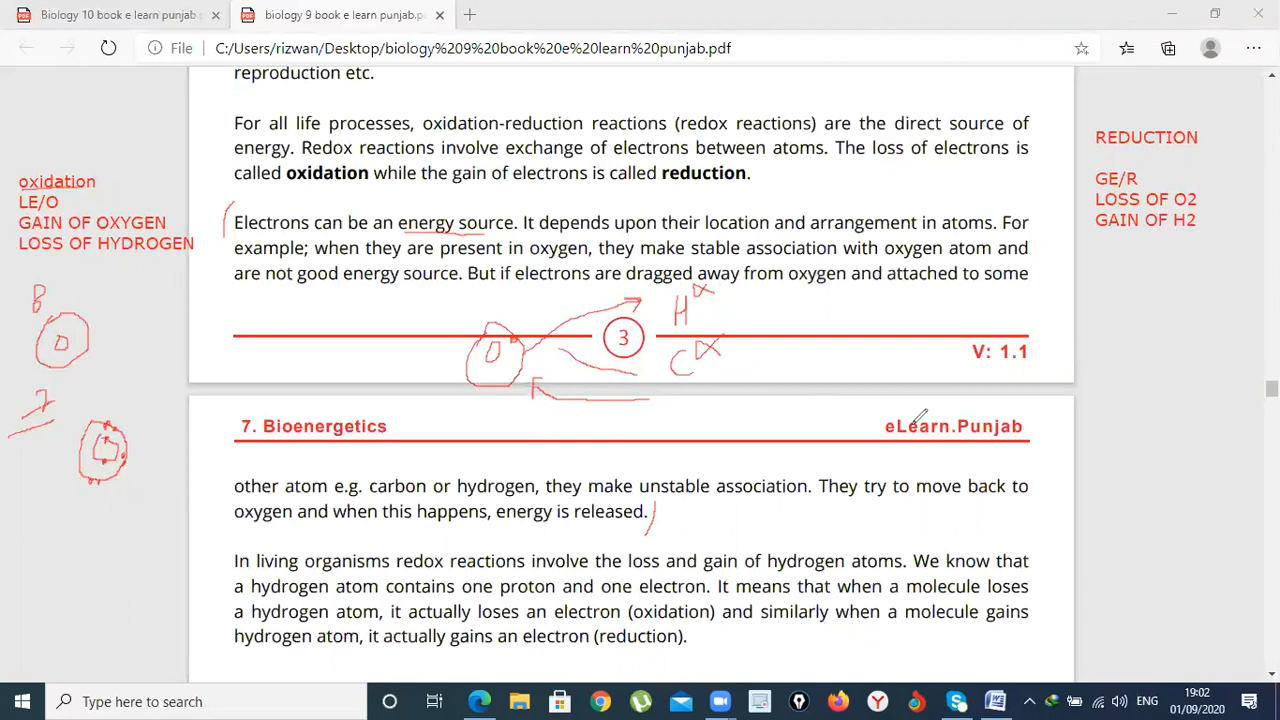 Biology 10 book e learn punjab.p
biology 9 book e learn punjab.pa
File
C:/Users/rizwan/Desktop/biology%209%20book%20e%20learn%20punjab.pdf
reproduction etc.
For all life processes, oxidation-reduction reactions (redox reactions) are the direct source of
energy. Redox reactions involve exchange of electrons between atoms. The loss of electrons is
called oxidation while the gain of electrons is called reduction.
oxidation
LE/O
GAIN OF OXYGEN
LOSS OF HYDROGEN
REDUCTION
GE/R
LOSS OF O2
GAIN OF H2
Electrons can be an energy source. It depends upon their location and arrangement in atoms. For
example; when they are present in oxygen, they make stable association with oxygen atom and
are not good energy source. But if electrons are dragged away from oxygen and attached to some
H
C
3
V: 1.1
7. Bioenergetics
eLearn.Punjab
other atom e.g. carbon or hydrogen, they make unstable association. They try to move back to
oxygen and when this happens, energy is released.
In living organisms redox reactions involve the loss and gain of hydrogen atoms. We know that
a hydrogen atom contains one proton and one electron. It means that when a molecule loses
a hydrogen atom, it actually loses an electron (oxidation) and similarly when a molecule gains
hydrogen atom, it actually gains an electron (reduction).
Type here to search
ENG
19:02
01/09/2020